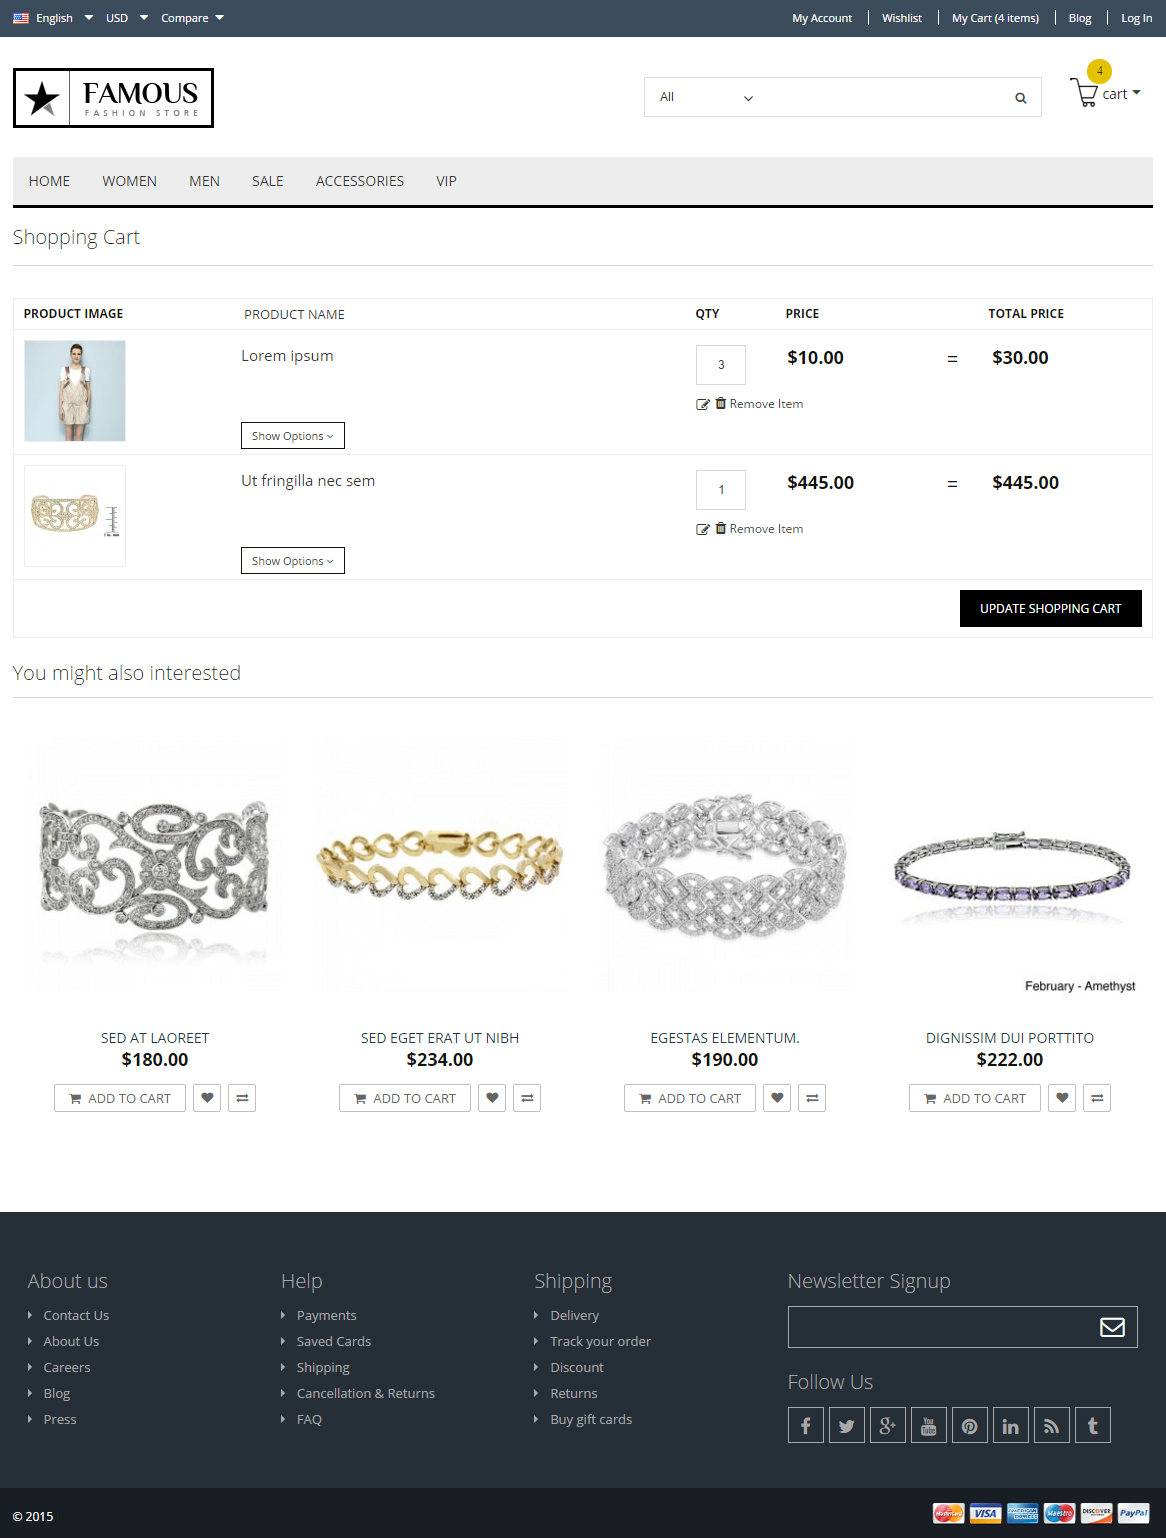 English USD Compare My Account Wishlist My Cart (4 items) Blog Log In
FAMOUS
FASHION STORE
All
4
cart
HOME WOMEN MEN SALE ACCESSORIES VIP
Shopping Cart
PRODUCT IMAGE PRODUCT NAME QTY PRICE TOTAL PRICE
Lorem ipsum 3 $10.00 = $30.00
Remove Item
Show Options
Ut fringilla nec sem 1 $445.00 = $445.00
Remove Item
Show Options
UPDATE SHOPPING CART
You might also interested
February - Amethyst
SED AT LAOREET SED EGET ERAT UT NIBH EGESTAS ELEMENTUM. DIGNISSIM DUI PORTTITO
$180.00 $234.00 $190.00 $222.00
ADD TO CART ADD TO CART ADD TO CART ADD TO CART
About us
Contact Us
About Us
Careers
Blog
Press
Help
Payments
Saved Cards
Shipping
Cancellation & Returns
FAQ
Shipping
Delivery
Track your order
Discount
Returns
Buy gift cards
Newsletter Signup
Follow Us
You Tube
© 2015
MasterCard VISA AMERICAN EXPRESS Maestro DISCOVER PayPal